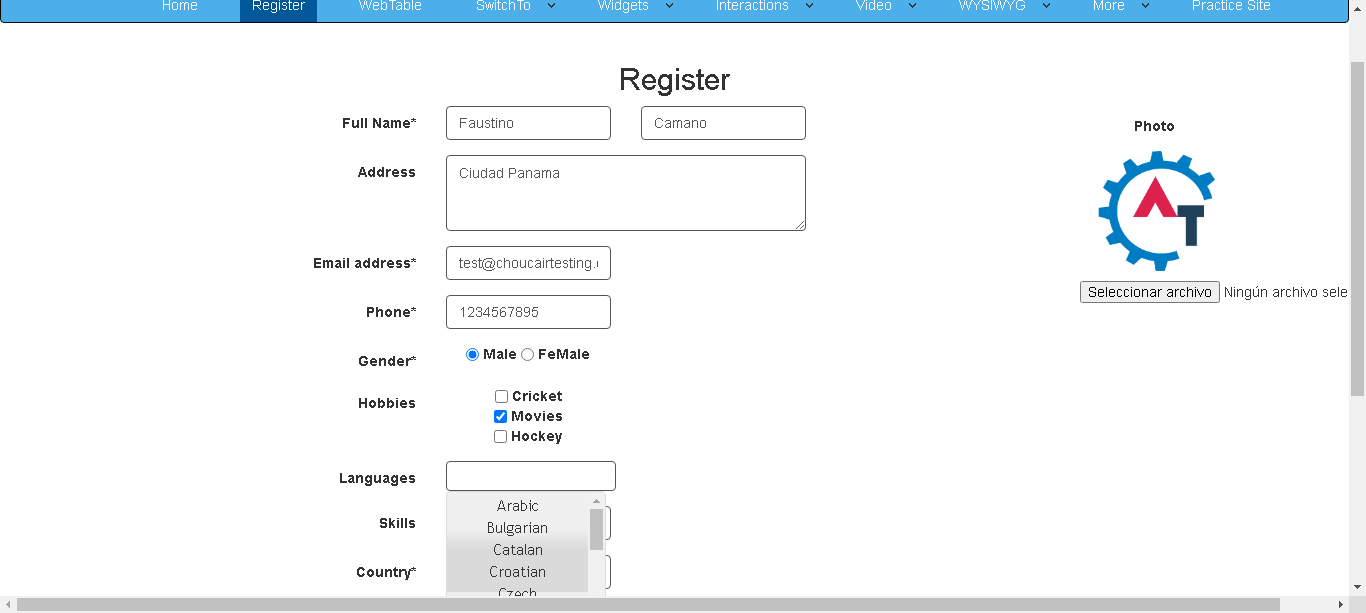 Home Register WebTable SwitchTo Widgets Interactions Video WYSIWYG More Practice Site
Register
Full Name* Faustino Camano
Photo
Address Ciudad Panama
AT
Email address* test@choucairtesting.
Seleccionar archivo Ningún archivo sele
Phone* 1234567895
Gender* Male FeMale
Hobbies Cricket
Movies
Hockey
Languages
Arabic
Skills
Bulgarian
Catalan
Country* Croatian
Czech